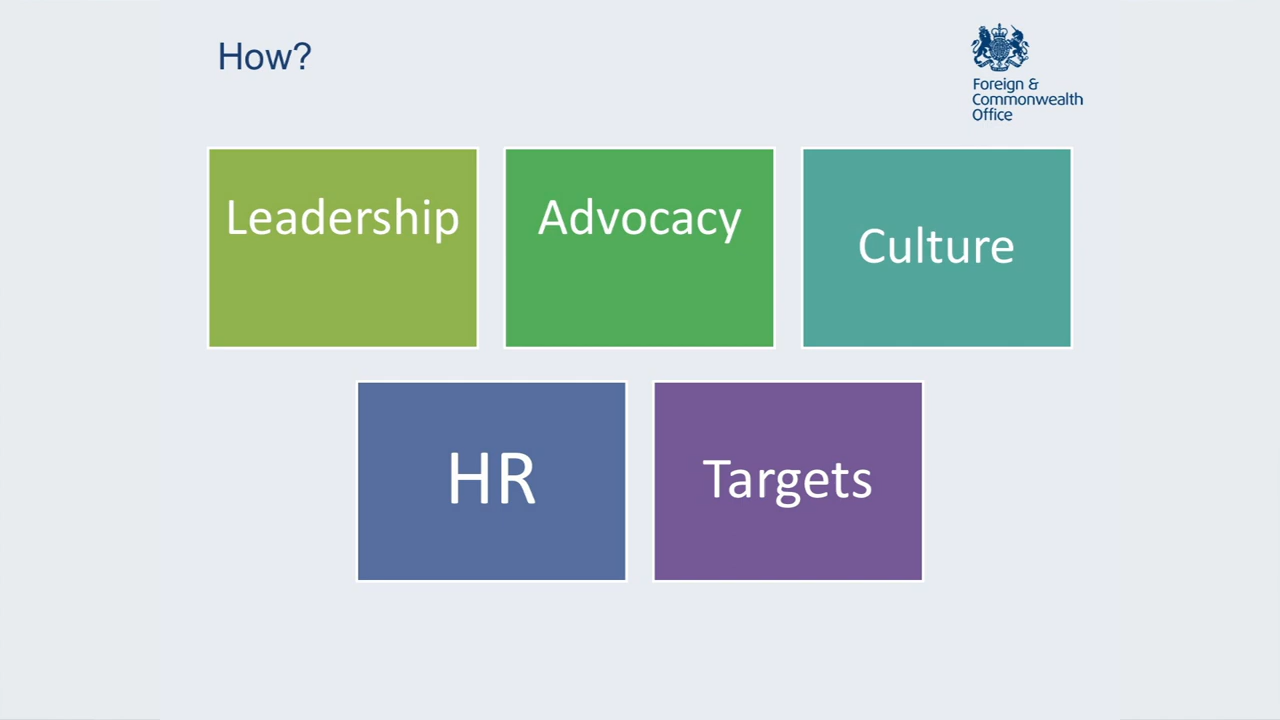 How?
Foreign &
Commonwealth
Office
Leadership
Advocacy
Culture
HR
Targets